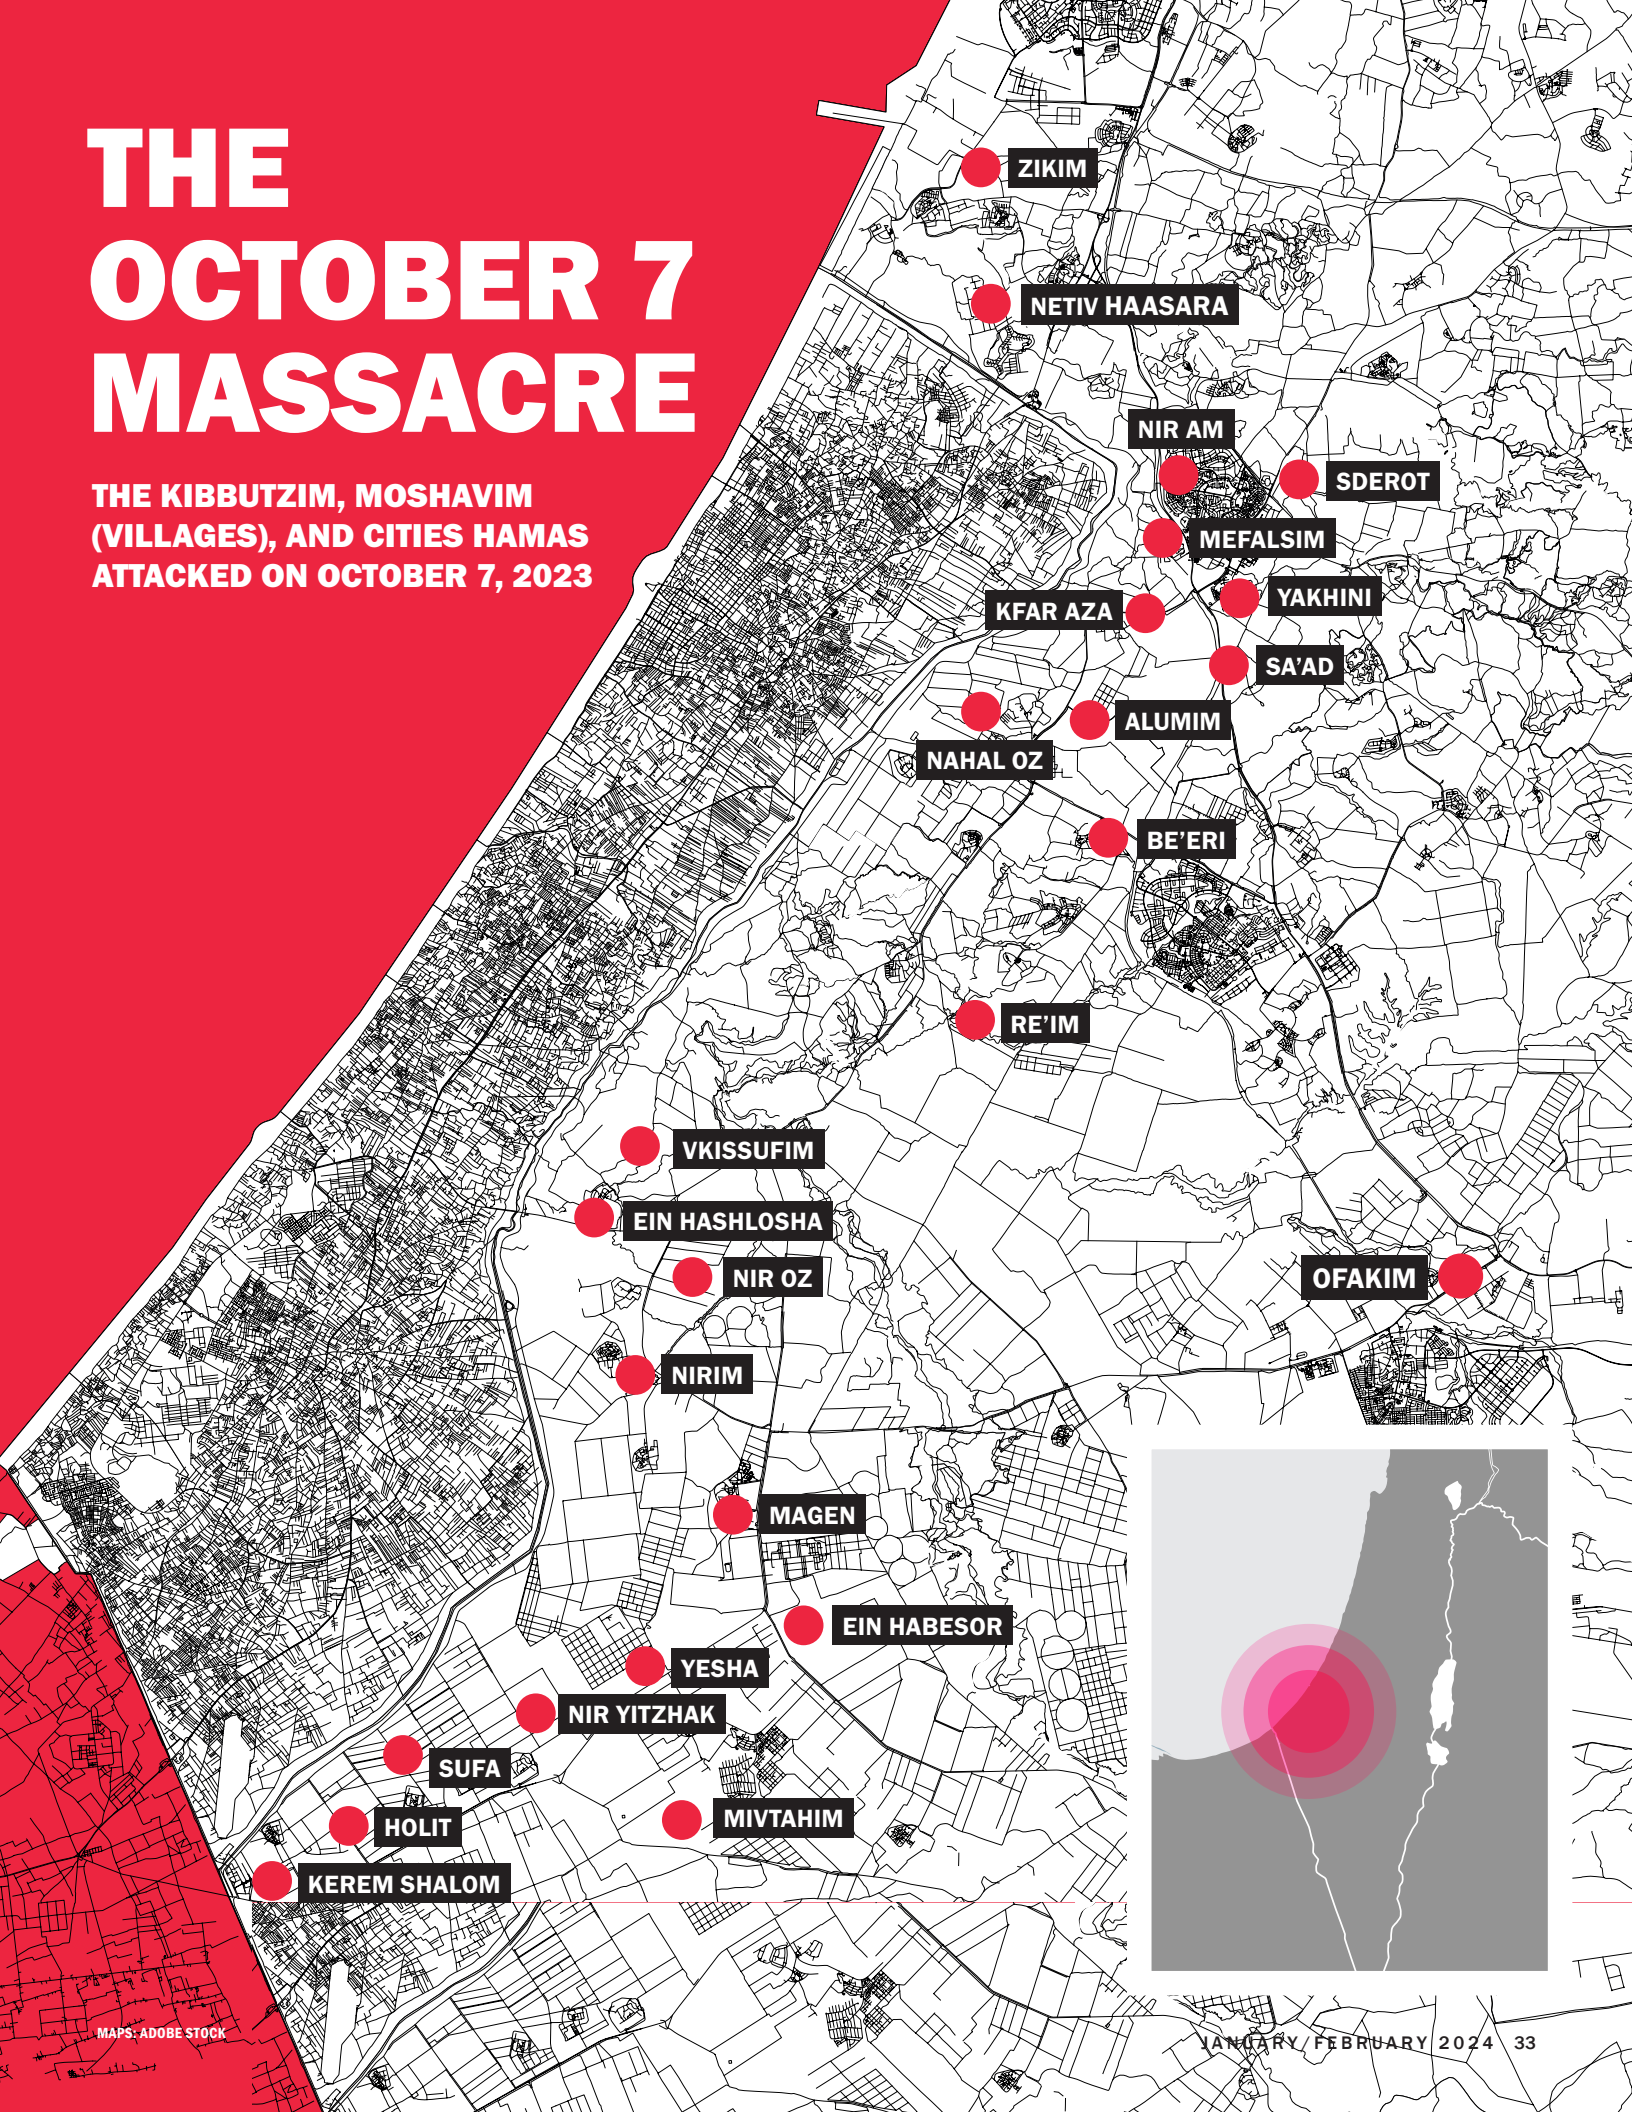 THE
OCTOBER 7
MASSACRE
THE KIBBUTZIM, MOSHAVIM
(VILLAGES), AND CITIES HAMAS
ATTACKED ON OCTOBER 7, 2023
ZIKIM
NETIV HAASARA
NIR AM
SDEROT
MEFALSIM
YAKHINI
KFAR AZA
SA’AD
ALUMIM
NAHAL OZ
BE’ERI
RE’IM
VKISSUFIM
EIN HASHLOSHA
NIR OZ
OFAKIM
NIRIM
MAGEN
EIN HABESOR
YESHA
NIR YITZHAK
SUFA
MIVTAHIM
HOLIT
KEREM SHALOM
MAPS: ADOBE STOCK
JANUARY/FEBRUARY 2024 33